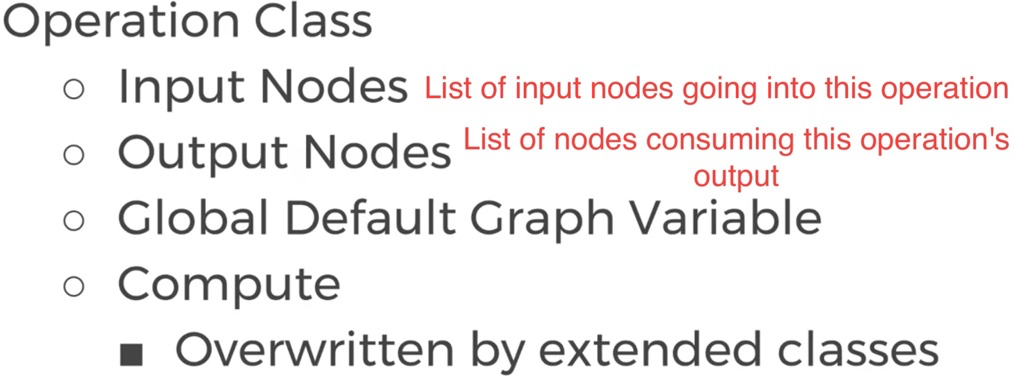 Operation Class
○ Input Nodes List of input nodes going into this operation
○ Output Nodes List of nodes consuming this operation's
output
○ Global Default Graph Variable
○ Compute
■ Overwritten by extended classes